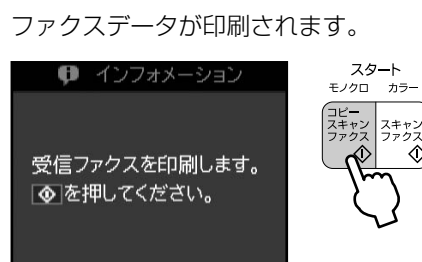 ファクスデータが印刷されます。
インフォメーション
受信ファクスを印刷します。
を押してください。
スタート
モノクロ カラー
コピー
スキャン
ファクス
スキャン
ファクス